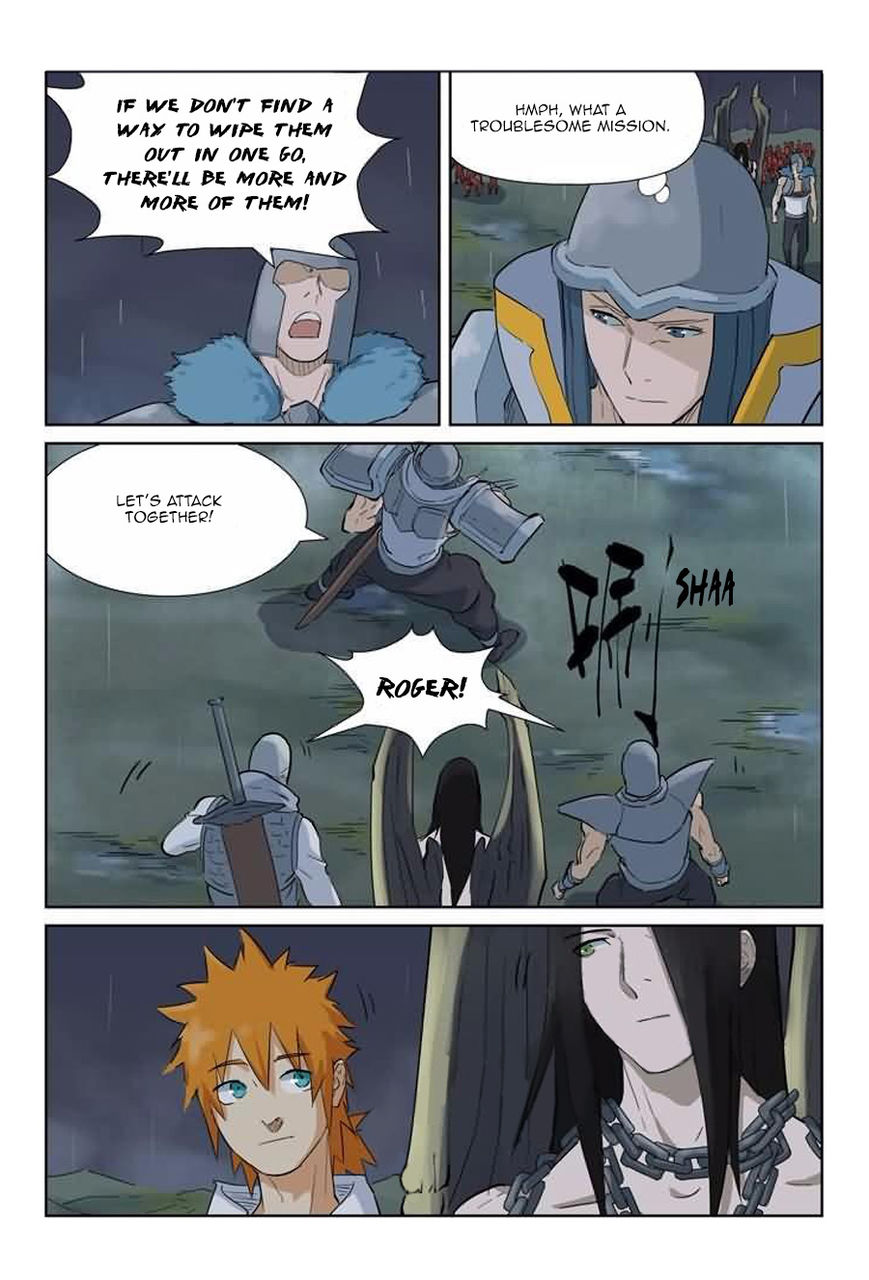 IF WE DON'T FIND A
WAY TO WIPE THEM
OUT IN ONE GO,
THERE'LL BE MORE AND
MORE OF THEM!
HMPH, WHAT A
TROUBLESOME MISSION.
LET'S ATTACK
TOGETHER!
SHAA
ROGER!